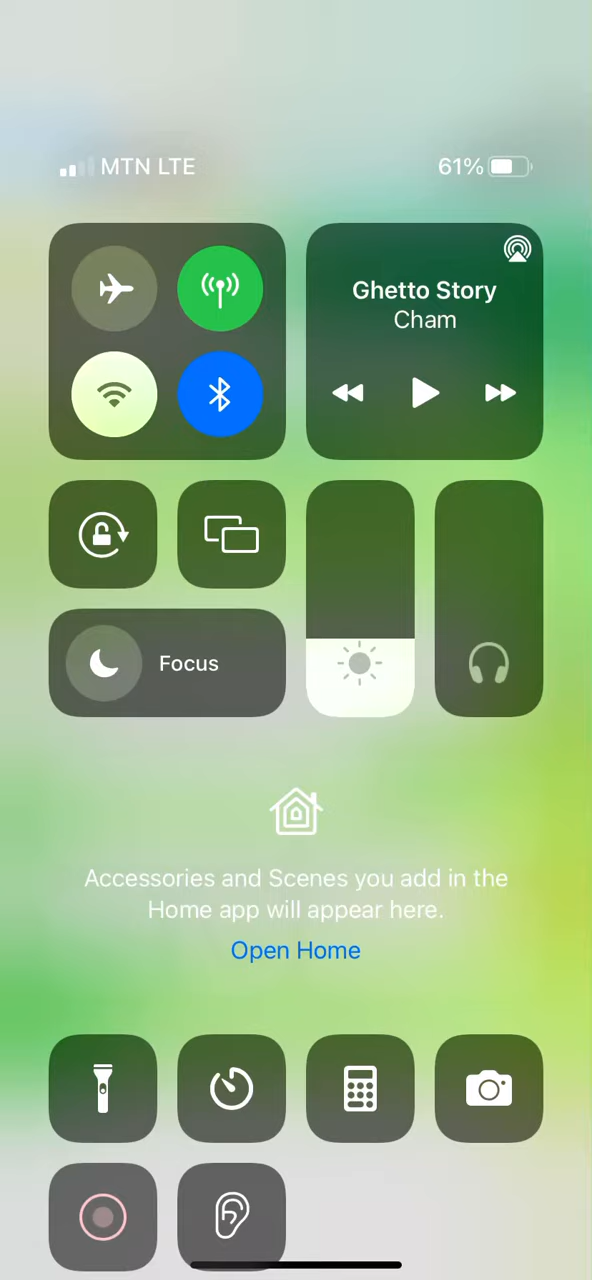 MTN LTE
61%
Ghetto Story
Cham
Focus
Accessories and Scenes you add in the
Home app will appear here.
Open Home